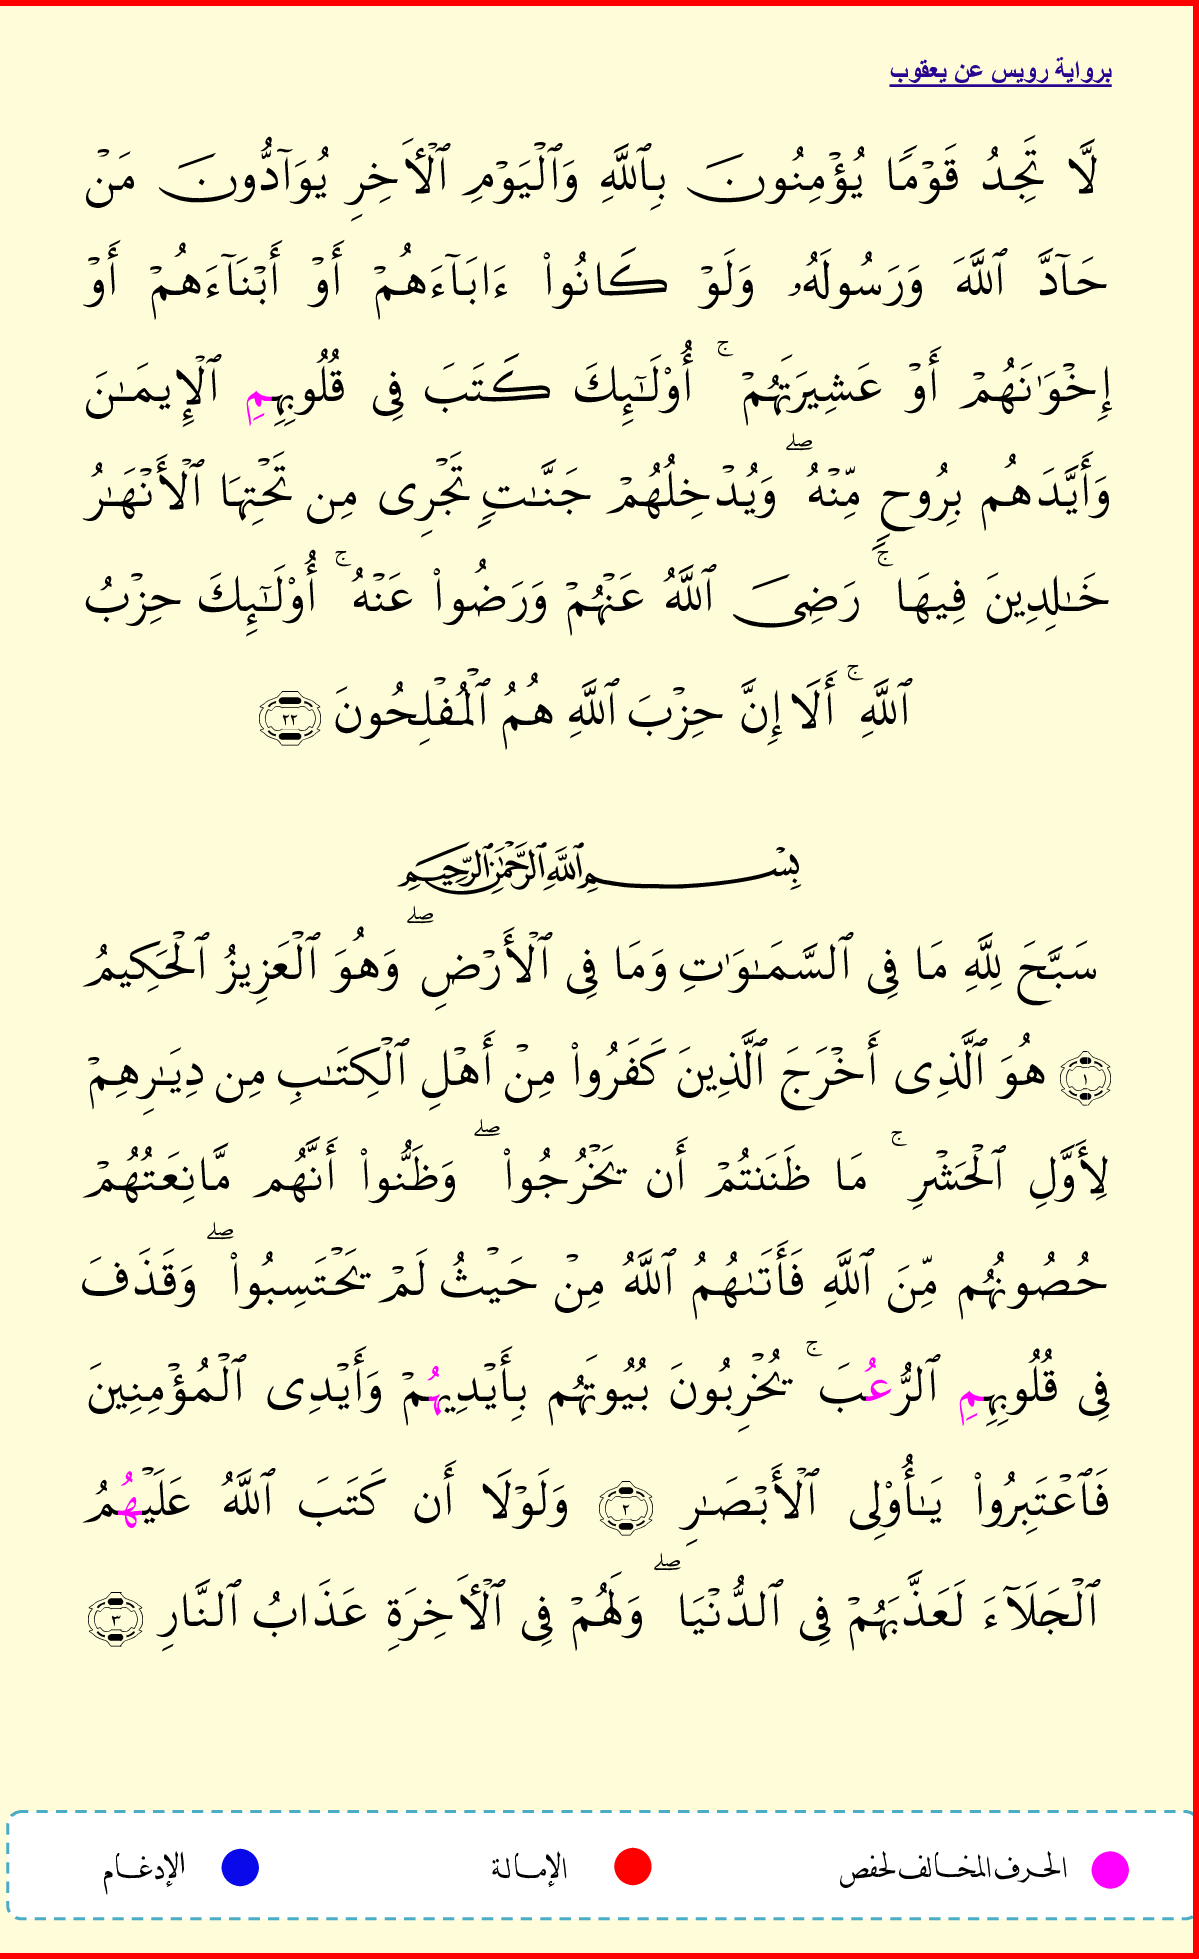 برواية رويس عن يعقوب
لَّا تَجِدُ قَوۡمٗا يُؤۡمِنُونَ بِٱللَّهِ وَٱلۡيَوۡمِ ٱلۡأٓخِرِ يُوَآدُّونَ مَنۡ
حَآدَّ ٱللَّهَ وَرَسُولَهُۥ وَلَوۡ كَانُواْ ءَابَآءَهُمۡ أَوۡ أَبۡنَآءَهُمۡ أَوۡ
إِخۡوَٰنَهُمۡ أَوۡ عَشِيرَتَهُمۡۚ أُوْلَـٰٓئِكَ كَتَبَ فِي قُلُوبِهِمِ ٱلۡإِيمَـٰنَ
وَأَيَّدَهُم بِرُوحٖ مِّنۡهُۖ وَيُدۡخِلُهُمۡ جَنَّـٰتٖ تَجۡرِي مِن تَحۡتِهَا ٱلۡأَنۡهَـٰرُ
خَـٰلِدِينَ فِيهَاۚ رَضِيَ ٱللَّهُ عَنۡهُمۡ وَرَضُواْ عَنۡهُۚ أُوْلَـٰٓئِكَ حِزۡبُ
ٱللَّهِۚ أَلَا إِنَّ حِزۡبَ ٱللَّهِ هُمُ ٱلۡمُفۡلِحُونَ ٢٢
بِسۡمِ ٱللَّهِ ٱلرَّحۡمَـٰنِ ٱلرَّحِيمِ
سَبَّحَ لِلَّهِ مَا فِي ٱلسَّمَـٰوَٰتِ وَمَا فِي ٱلۡأَرۡضِۖ وَهُوَ ٱلۡعَزِيزُ ٱلۡحَكِيمُ
١ هُوَ ٱلَّذِي أَخۡرَجَ ٱلَّذِينَ كَفَرُواْ مِنۡ أَهۡلِ ٱلۡكِتَـٰبِ مِن دِيَـٰرِهِمۡ
لِأَوَّلِ ٱلۡحَشۡرِۚ مَا ظَنَنتُمۡ أَن يَخۡرُجُواْۖ وَظَنُّواْ أَنَّهُم مَّانِعَتُهُمۡ
حُصُونُهُم مِّنَ ٱللَّهِ فَأَتَىٰهُمُ ٱللَّهُ مِنۡ حَيۡثُ لَمۡ يَحۡتَسِبُواْۖ وَقَذَفَ
فِي قُلُوبِهِمِ ٱلرُّعُبَۚ يُخۡرِبُونَ بُيُوتَهُم بِأَيۡدِيهُمۡ وَأَيۡدِي ٱلۡمُؤۡمِنِينَ
فَٱعۡتَبِرُواْ يَـٰأُوْلِي ٱلۡأَبۡصَـٰرِ ٢ وَلَوۡلَا أَن كَتَبَ ٱللَّهُ عَلَيۡهُمُ
ٱلۡجَلَآءَ لَعَذَّبَهُمۡ فِي ٱلدُّنۡيَاۖ وَلَهُمۡ فِي ٱلۡأٓخِرَةِ عَذَابُ ٱلنَّارِ ٣
الحرف المخالف لحفص الإمالة الإدغام